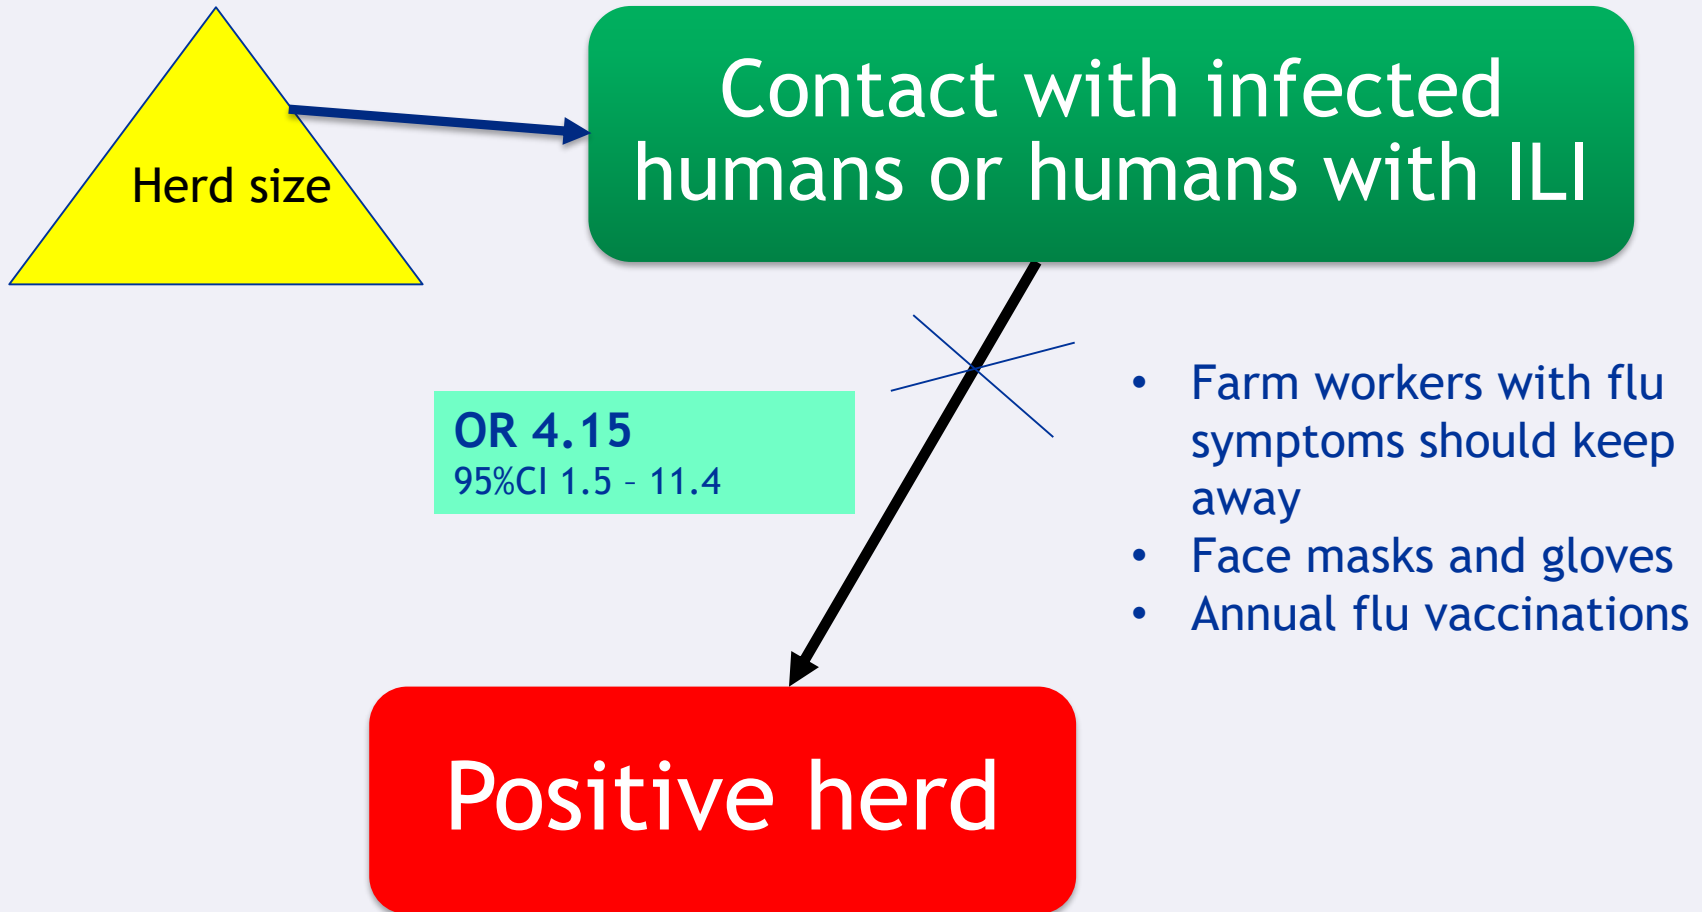 Herd size
Contact with infected
humans or humans with ILI
OR 4.15
95%CI 1.5 – 11.4
• Farm workers with flu
symptoms should keep
away
• Face masks and gloves
• Annual flu vaccinations
Positive herd